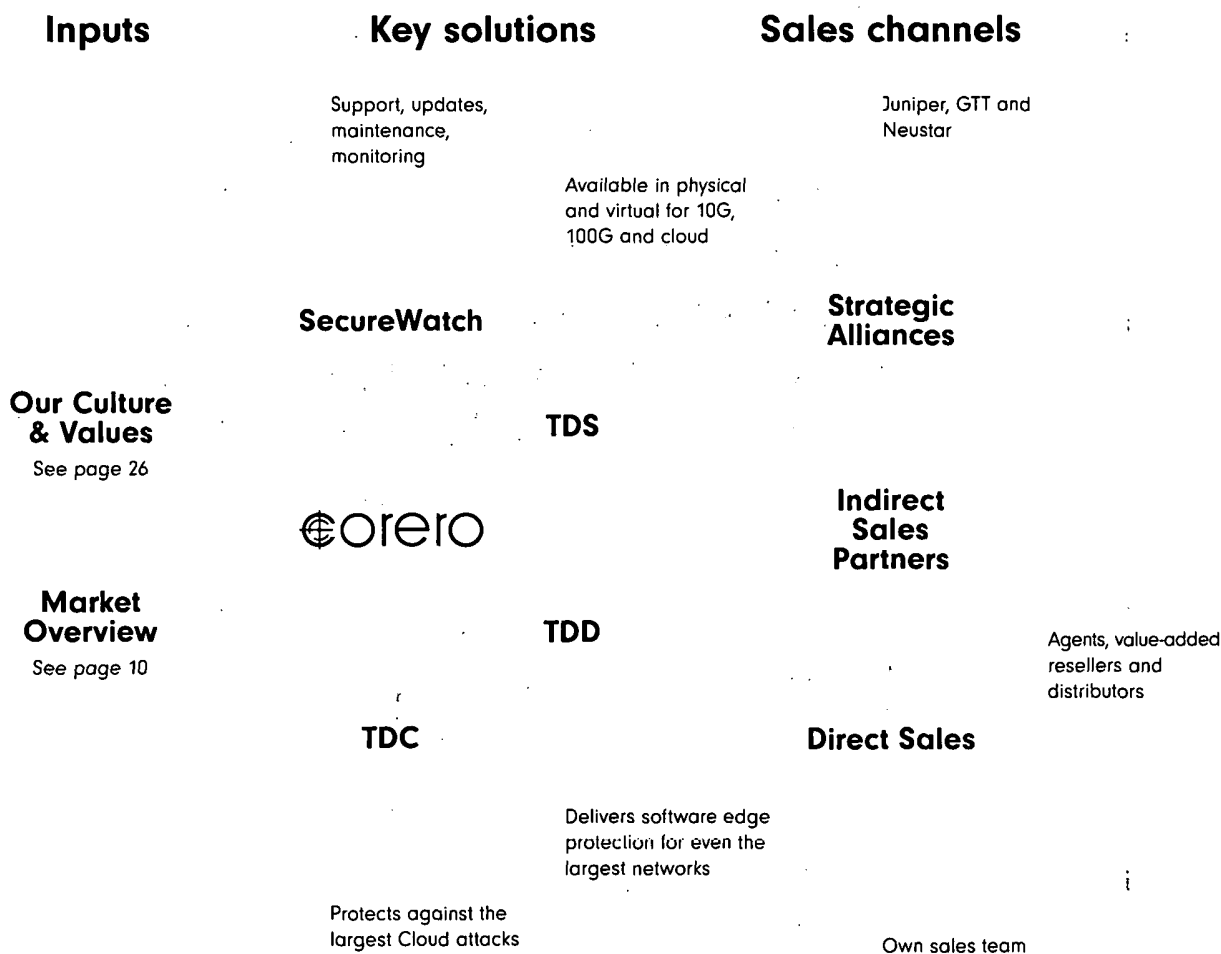 Inputs
Key solutions
Sales channels
Support, updates,
maintenance,
monitoring
Juniper, GTT and
Neustar
Available in physical
and virtual for 10G,
100G and cloud
SecureWatch
Strategic
Alliances
Our Culture
& Values
See page 26
TDS
corero
Indirect
Sales
Partners
Market
Overview
See page 10
TDD
Agents, value-added
resellers and
distributors
TDC
Direct Sales
Delivers software edge
protection for even the
largest networks
Protects against the
largest Cloud attacks
Own sales team